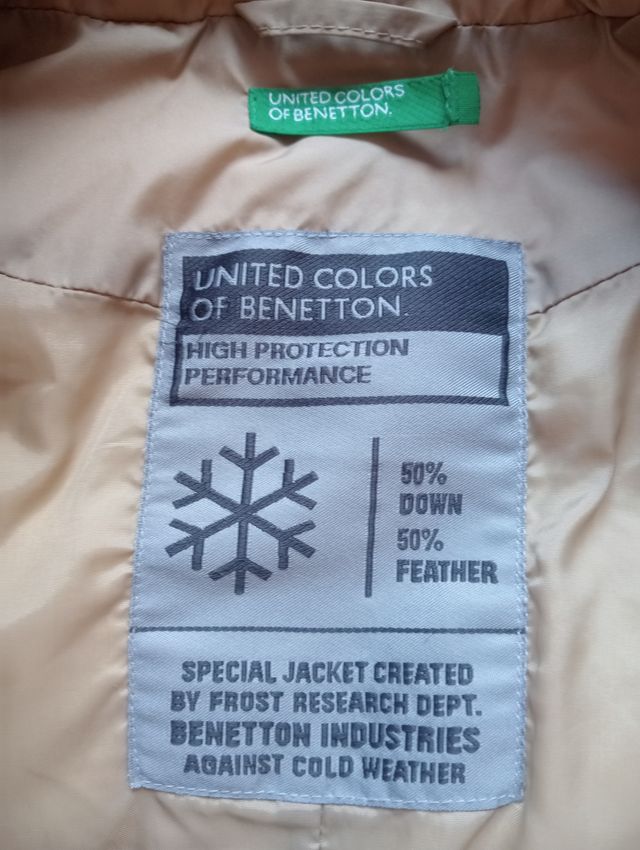 UNITED COLORS
OF BENETTON.
UNITED COLORS
OF BENETTON.
HIGH PROTECTION
PERFORMANCE
50%
DOWN
50%
FEATHER
SPECIAL JACKET CREATED
BY FROST RESEARCH DEPT.
BENETTON INDUSTRIES
AGAINST COLD WEATHER